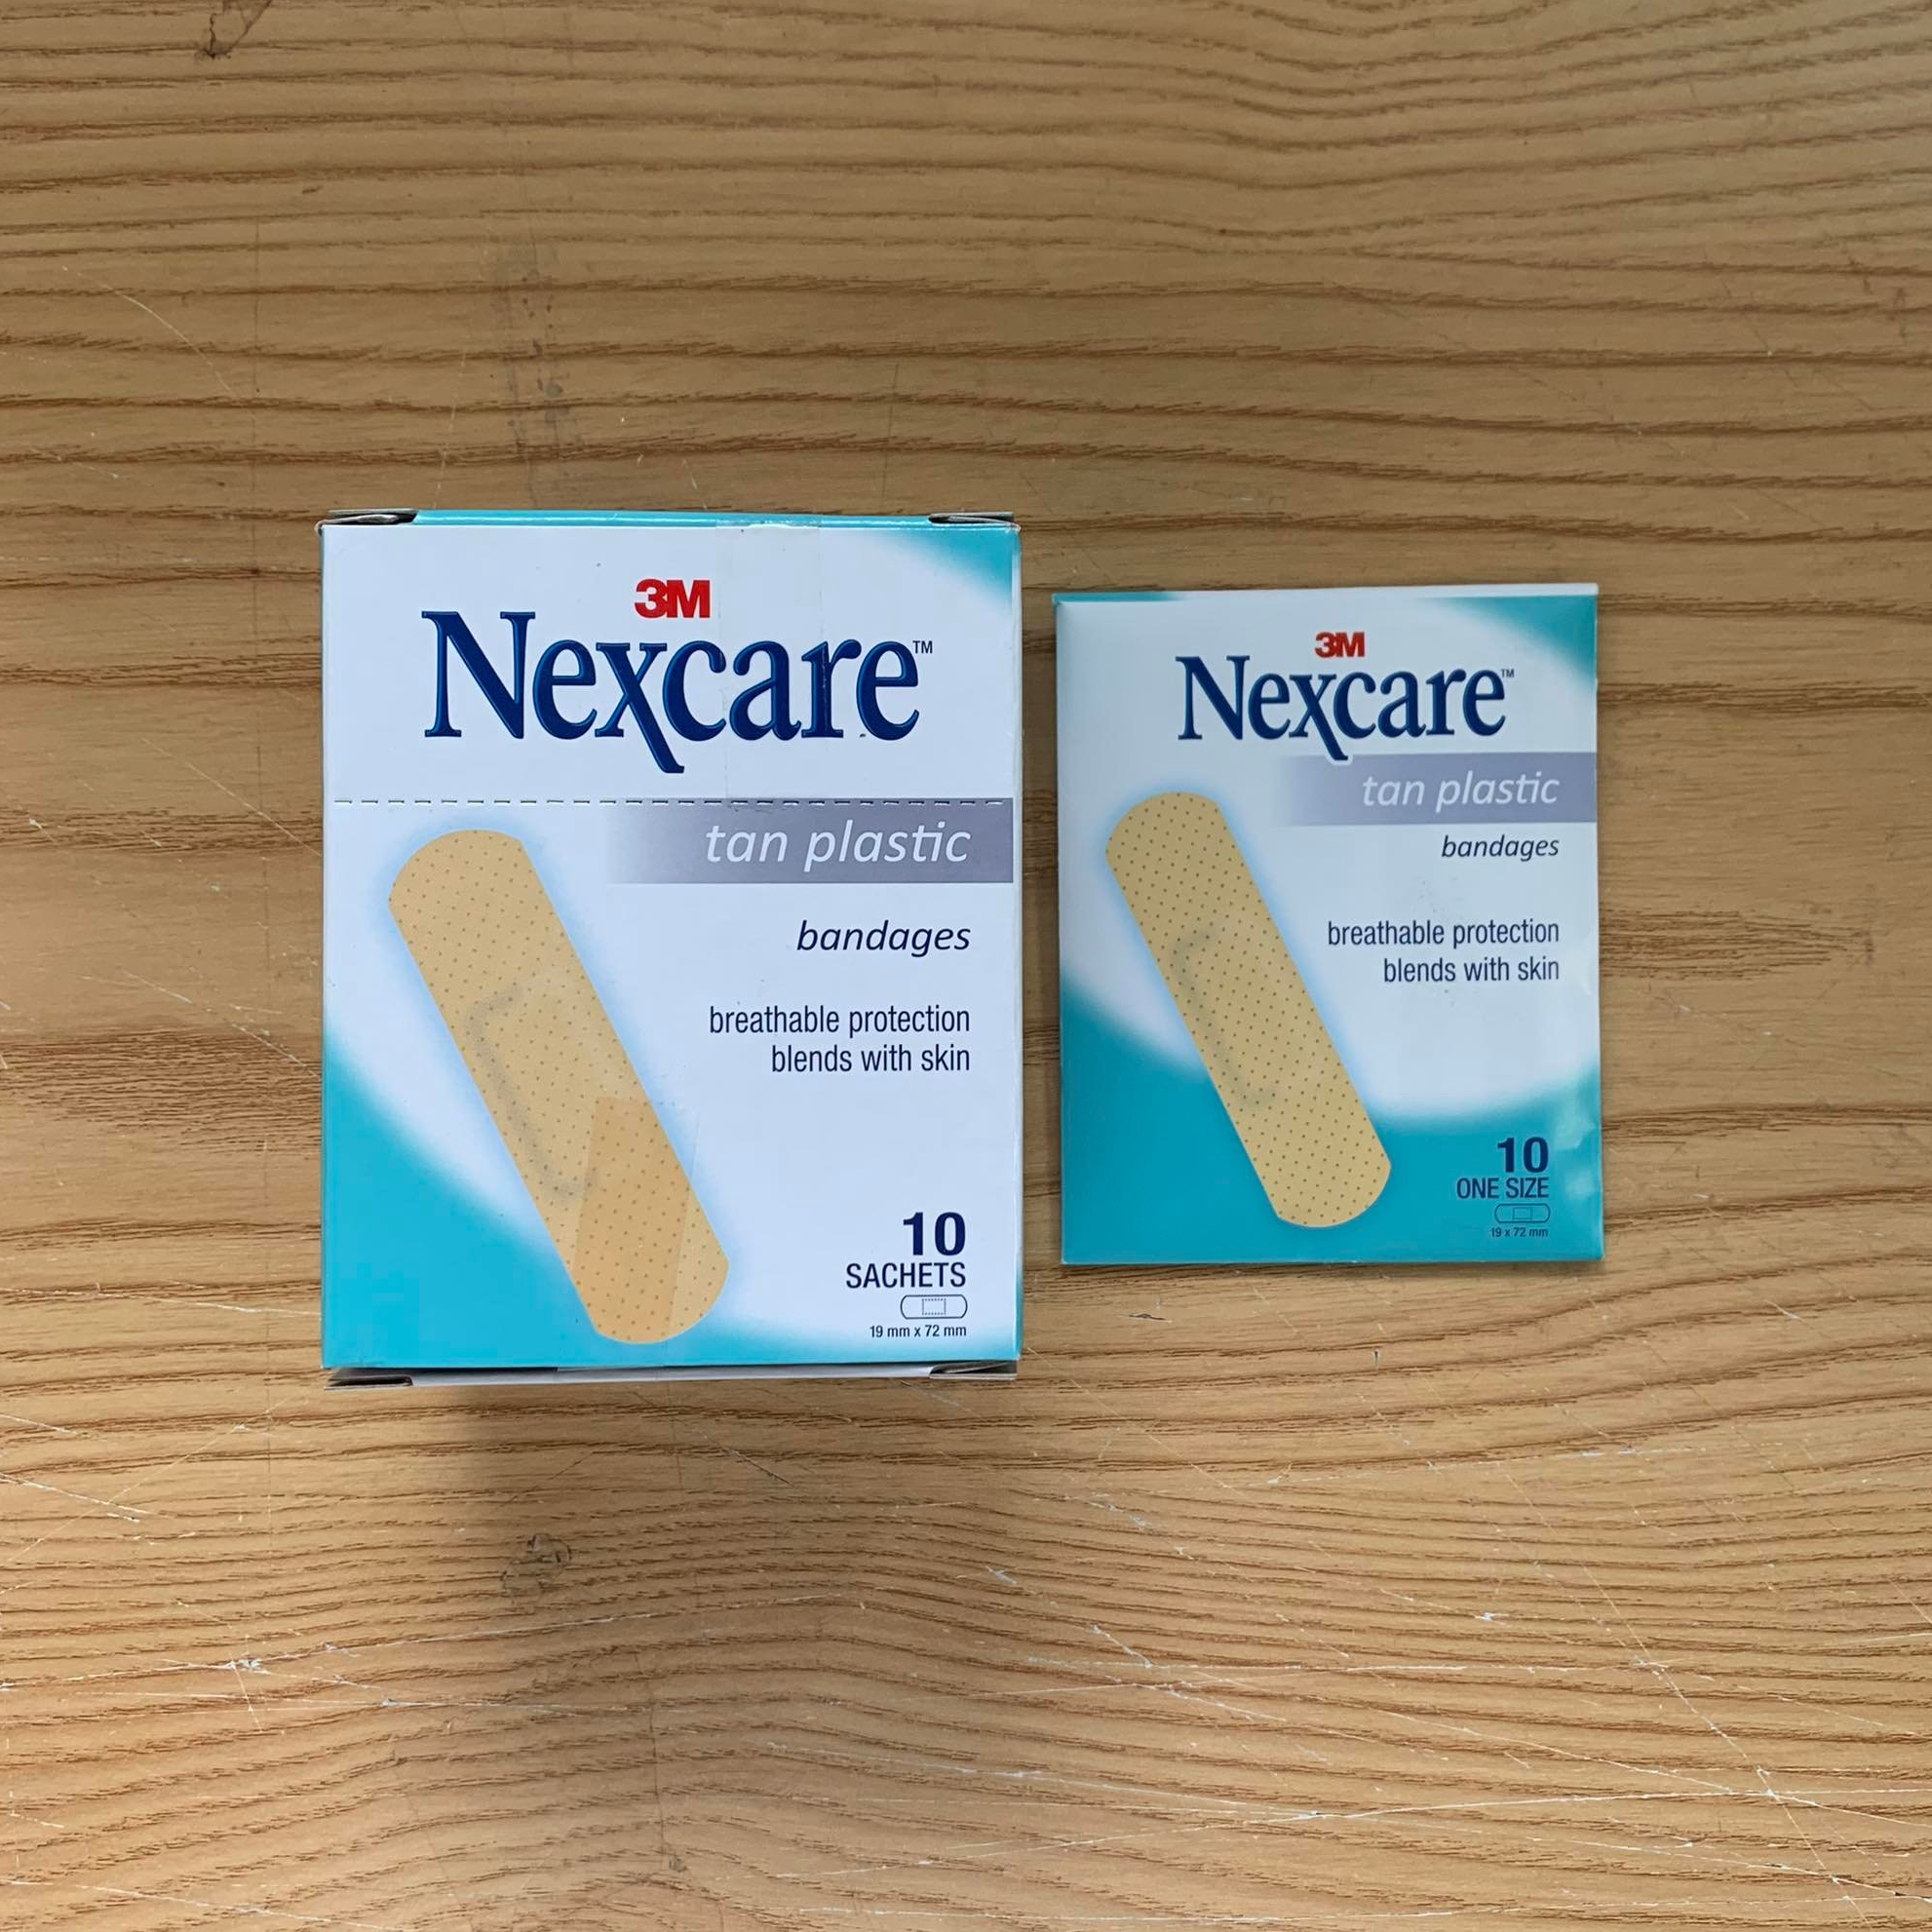 3M
Nexcare™
tan plastic
bandages
breathable protection
blends with skin
10
SACHETS
19 mm x 72 mm
3M
Nexcare™
tan plastic
bandages
breathable protection
blends with skin
10
ONE SIZE
19 x 72 mm